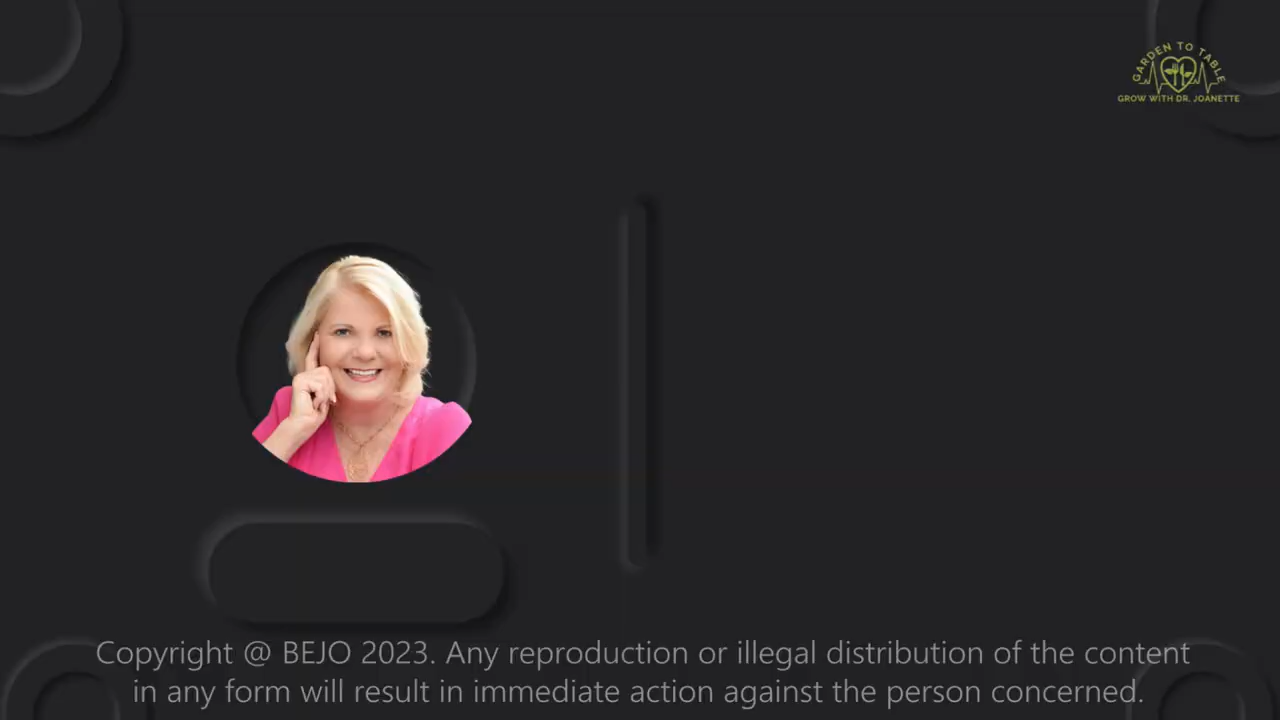 GARDEN TO TABLE
GROW WITH DR. JOANETTE
Copyright @ BEJO 2023. Any reproduction or illegal distribution of the content
in any form will result in immediate action against the person concerned.